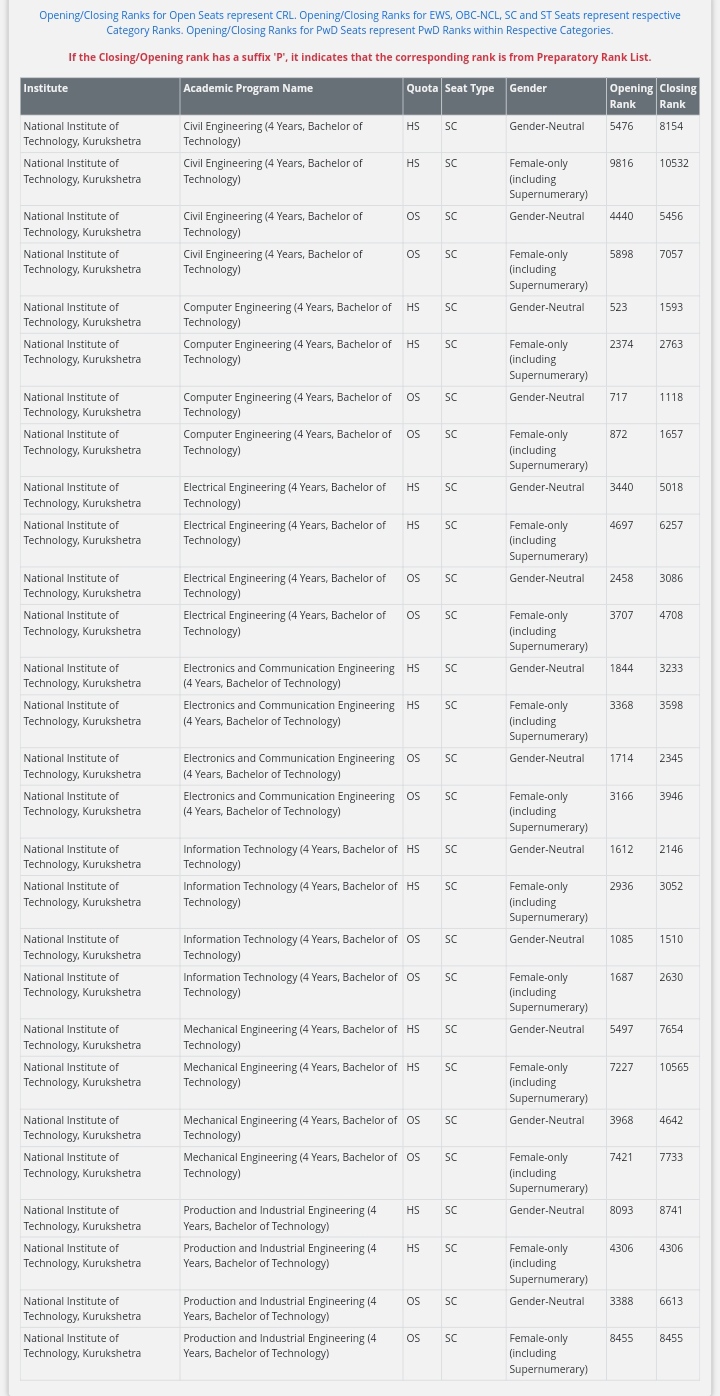 Opening/Closing Ranks for Open Seats represent CRL. Opening/Closing Ranks for EWS, OBC-NCL, SC and ST Seats represent respective
Category Ranks. Opening/Closing Ranks for PwD Seats represent PwD Ranks within Respective Categories.
If the Closing/Opening rank has a suffix 'P', it indicates that the corresponding rank is from Preparatory Rank List.
Institute Academic Program Name Quota Seat Type Gender Opening Closing
Rank Rank
National Institute of Civil Engineering (4 Years, Bachelor of HS SC Gender-Neutral 5476 8154
Technology, Kurukshetra Technology)
National Institute of Civil Engineering (4 Years, Bachelor of HS SC Female-only 9816 10532
Technology, Kurukshetra Technology) (including
Supernumerary)
National Institute of Civil Engineering (4 Years, Bachelor of OS SC Gender-Neutral 4440 5456
Technology, Kurukshetra Technology)
National Institute of Civil Engineering (4 Years, Bachelor of OS SC Female-only 5898 7057
Technology, Kurukshetra Technology) (including
Supernumerary)
National Institute of Computer Engineering (4 Years, Bachelor of HS SC Gender-Neutral 523 1593
Technology, Kurukshetra Technology)
National Institute of Computer Engineering (4 Years, Bachelor of HS SC Female-only 2374 2763
Technology, Kurukshetra Technology) (including
Supernumerary)
National Institute of Computer Engineering (4 Years, Bachelor of OS SC Gender-Neutral 717 1118
Technology, Kurukshetra Technology)
National Institute of Computer Engineering (4 Years, Bachelor of OS SC Female-only 872 1657
Technology, Kurukshetra Technology) (including
Supernumerary)
National Institute of Electrical Engineering (4 Years, Bachelor of HS SC Gender-Neutral 3440 5018
Technology, Kurukshetra Technology)
National Institute of Electrical Engineering (4 Years, Bachelor of HS SC Female-only 4697 6257
Technology, Kurukshetra Technology) (including
Supernumerary)
National Institute of Electrical Engineering (4 Years, Bachelor of OS SC Gender-Neutral 2458 3086
Technology, Kurukshetra Technology)
National Institute of Electrical Engineering (4 Years, Bachelor of OS SC Female-only 3707 4708
Technology, Kurukshetra Technology) (including
Supernumerary)
National Institute of Electronics and Communication Engineering HS SC Gender-Neutral 1844 3233
Technology, Kurukshetra (4 Years, Bachelor of Technology)
National Institute of Electronics and Communication Engineering HS SC Female-only 3368 3598
Technology, Kurukshetra (4 Years, Bachelor of Technology) (including
Supernumerary)
National Institute of Electronics and Communication Engineering OS SC Gender-Neutral 1714 2345
Technology, Kurukshetra (4 Years, Bachelor of Technology)
National Institute of Electronics and Communication Engineering OS SC Female-only 3166 3946
Technology, Kurukshetra (4 Years, Bachelor of Technology) (including
Supernumerary)
National Institute of Information Technology (4 Years, Bachelor of HS SC Gender-Neutral 1612 2146
Technology, Kurukshetra Technology)
National Institute of Information Technology (4 Years, Bachelor of HS SC Female-only 2936 3052
Technology, Kurukshetra Technology) (including
Supernumerary)
National Institute of Information Technology (4 Years, Bachelor of OS SC Gender-Neutral 1085 1510
Technology, Kurukshetra Technology)
National Institute of Information Technology (4 Years, Bachelor of OS SC Female-only 1687 2630
Technology, Kurukshetra Technology) (including
Supernumerary)
National Institute of Mechanical Engineering (4 Years, Bachelor of HS SC Gender-Neutral 5497 7654
Technology, Kurukshetra Technology)
National Institute of Mechanical Engineering (4 Years, Bachelor of HS SC Female-only 7227 10565
Technology, Kurukshetra Technology) (including
Supernumerary)
National Institute of Mechanical Engineering (4 Years, Bachelor of OS SC Gender-Neutral 3968 4642
Technology, Kurukshetra Technology)
National Institute of Mechanical Engineering (4 Years, Bachelor of OS SC Female-only 7421 7733
Technology, Kurukshetra Technology) (including
Supernumerary)
National Institute of Production and Industrial Engineering (4 HS SC Gender-Neutral 8093 8741
Technology, Kurukshetra Years, Bachelor of Technology)
National Institute of Production and Industrial Engineering (4 HS SC Female-only 4306 4306
Technology, Kurukshetra Years, Bachelor of Technology) (including
Supernumerary)
National Institute of Production and Industrial Engineering (4 OS SC Gender-Neutral 3388 6613
Technology, Kurukshetra Years, Bachelor of Technology)
National Institute of Production and Industrial Engineering (4 OS SC Female-only 8455 8455
Technology, Kurukshetra Years, Bachelor of Technology) (including
Supernumerary)